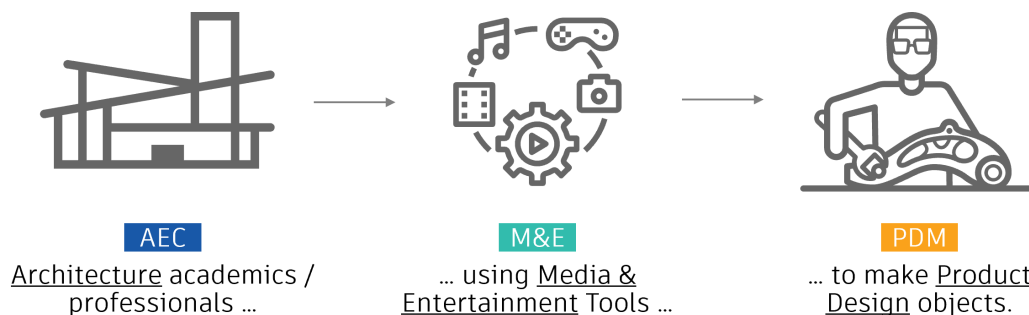 AEC
Architecture academics /
professionals ...
M&E
... using Media &
Entertainment Tools ...
PDM
... to make Product
Design objects.